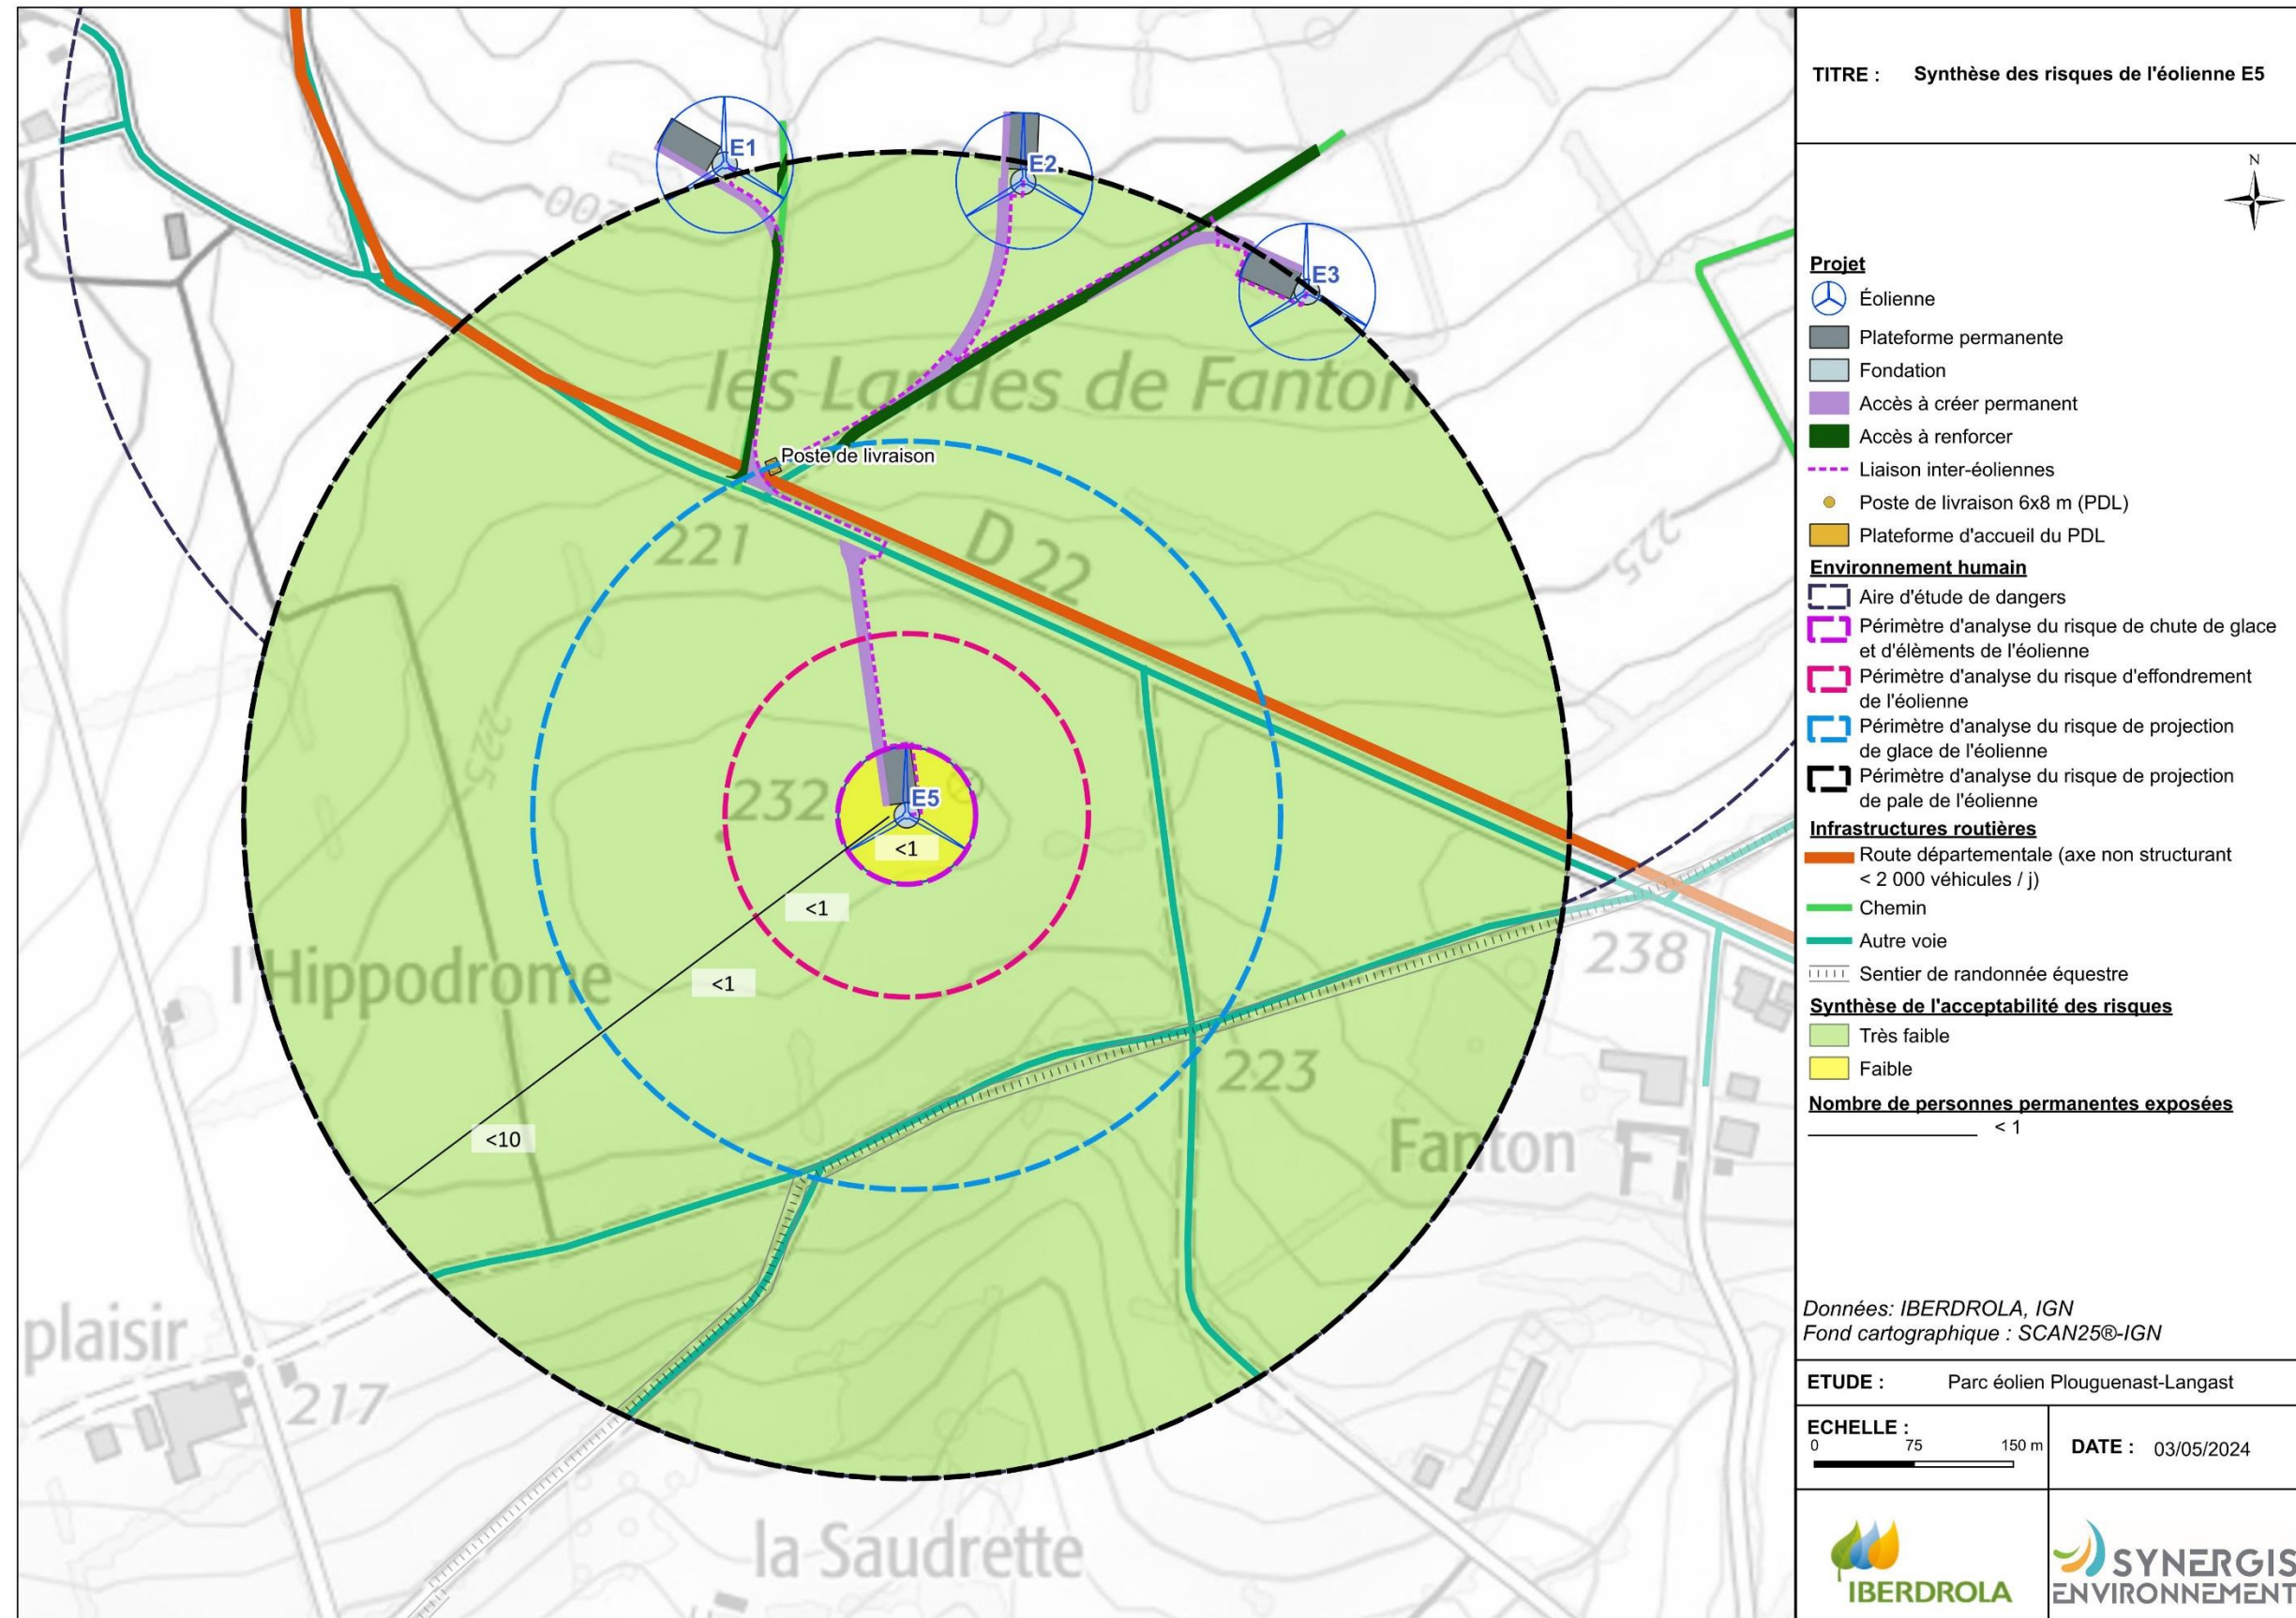 E1
E2
E3
200
les Landes de Fanton
Poste de livraison
221
D 22
225
225
232
E5
<1
<1
<1
<10
l'Hippodrome
238
223
Fanton
plaisir
217
la Saudrette
TITRE : Synthèse des risques de l'éolienne E5
N
Projet
Éolienne
Plateforme permanente
Fondation
Accès à créer permanent
Accès à renforcer
Liaison inter-éoliennes
Poste de livraison 6x8 m (PDL)
Plateforme d'accueil du PDL
Environnement humain
Aire d'étude de dangers
Périmètre d'analyse du risque de chute de glace
et d'élèments de l'éolienne
Périmètre d'analyse du risque d'effondrement
de l'éolienne
Périmètre d'analyse du risque de projection
de glace de l'éolienne
Périmètre d'analyse du risque de projection
de pale de l'éolienne
Infrastructures routières
Route départementale (axe non structurant
< 2 000 véhicules / j)
Chemin
Autre voie
Sentier de randonnée équestre
Synthèse de l'acceptabilité des risques
Très faible
Faible
Nombre de personnes permanentes exposées
< 1
Données: IBERDROLA, IGN
Fond cartographique : SCAN25®-IGN
ETUDE : Parc éolien Plouguenast-Langast
ECHELLE :
0 75 150 m
DATE : 03/05/2024
IBERDROLA
SYNERGIS
ENVIRONNEMENT